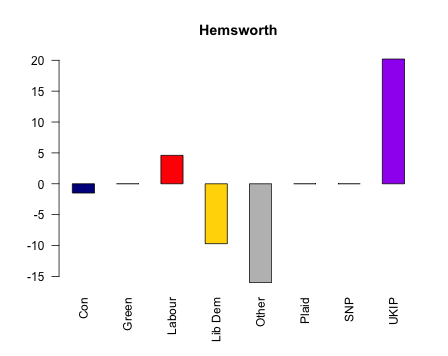 Hemsworth
20
15
10
5
0
-5
-10
-15
Con
Green
Labour
Lib Dem
Other
Plaid
SNP
UKIP